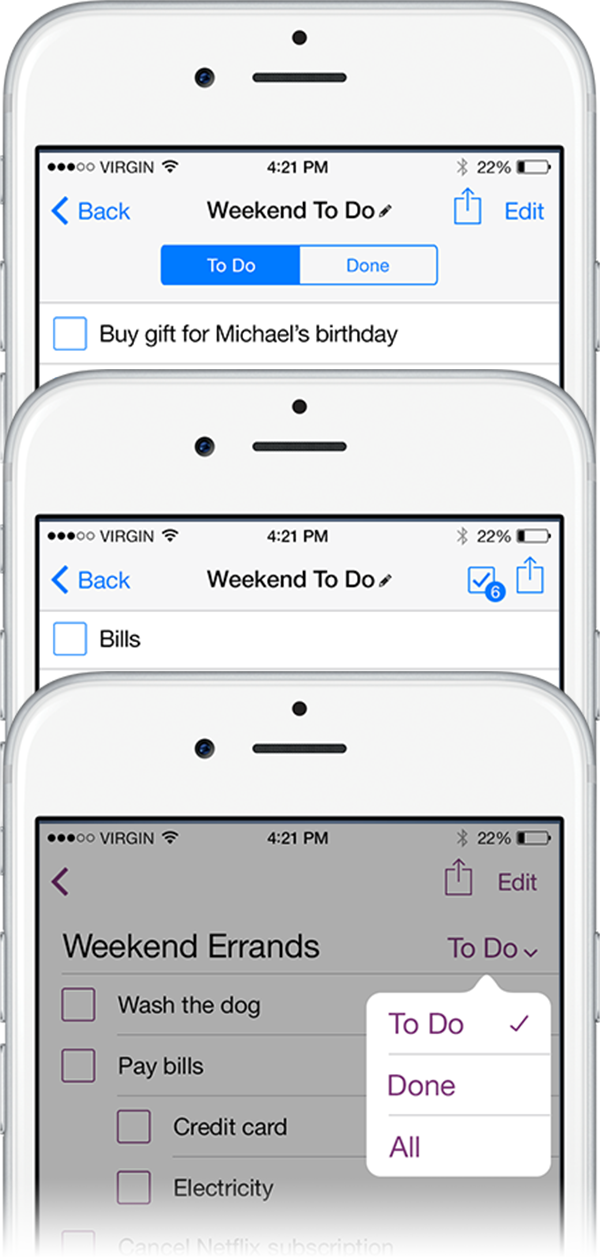 VIRGIN 4:21 PM 22%
Back Weekend To Do Edit
To Do Done
Buy gift for Michael’s birthday
VIRGIN 4:21 PM 22%
Back Weekend To Do 6
Bills
VIRGIN 4:21 PM 22%
Edit
Weekend Errands To Do
Wash the dog
To Do
Pay bills
Done
Credit card
All
Electricity
Cancel Netflix subscription